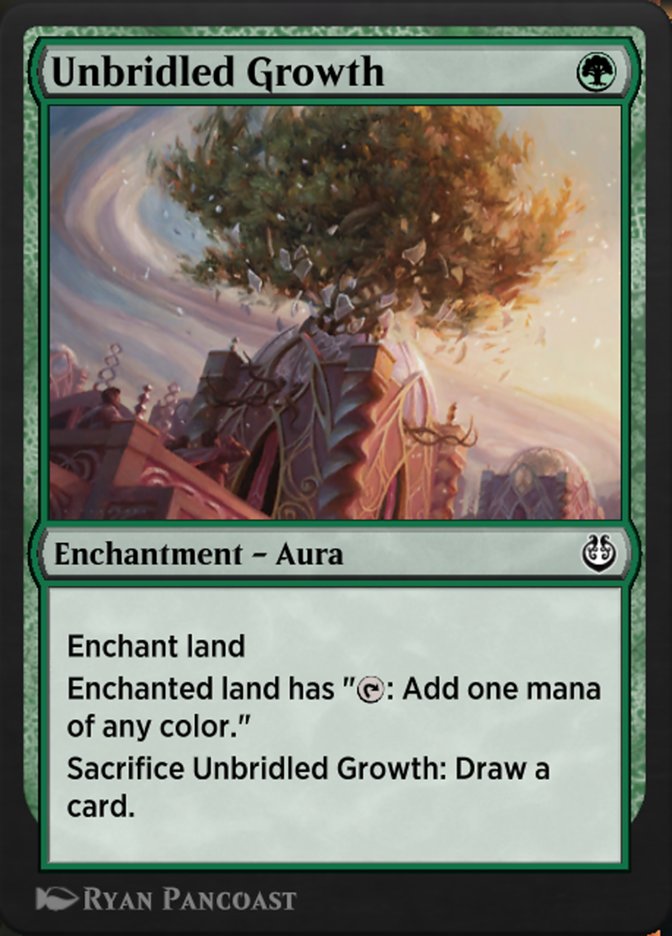 Unbridled Growth
Enchantment – Aura
Enchant land
Enchanted land has ": Add one mana
of any color."
Sacrifice Unbridled Growth: Draw a
card.
Ryan Pancoast